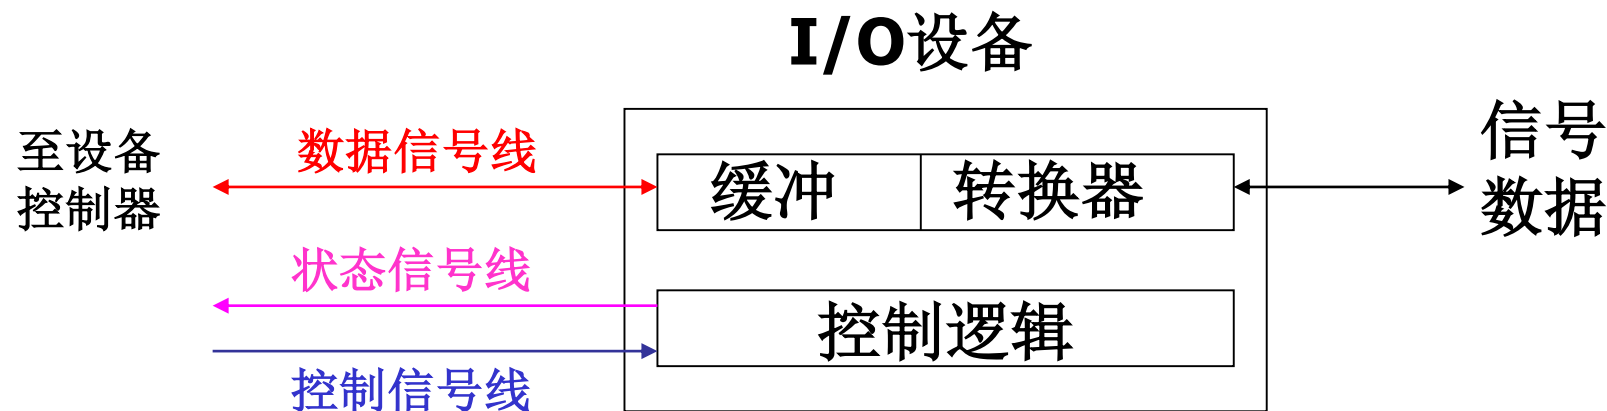 I/O设备
至设备
控制器
数据信号线
缓冲
转换器
信号
数据
状态信号线
控制逻辑
控制信号线